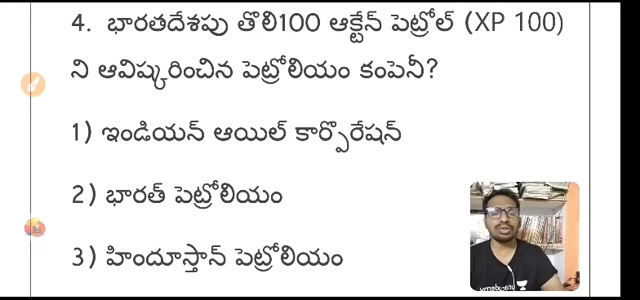 4. భారతదేశపు తొలి100 ఆక్టేన్ పెట్రోల్ (XP 100)
ని ఆవిష్కరించిన పెట్రోలియం కంపెనీ?
1) ఇండియన్ ఆయిల్ కార్పొరేషన్
2) భారత్ పెట్రోలియం
3) హిందూస్తాన్ పెట్రోలియం